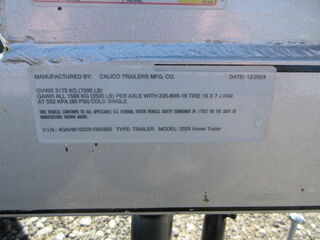 NONE
MANUFACTURED BY: CALICO TRAILERS MFG. CO. DATE: 12/2024
GVWR 3175 KG (7000 LB)
GAWR ALL 1588 KG (3500 LB) PER AXLE WITH 235-80R-16 TIRE 16 X 7 J RIM
AT 552 KPA (80 PSI) COLD SINGLE
THIS VEHICLE CONFORMS TO ALL APPLICABLE U.S. FEDERAL MOTOR VEHICLE SAFETY STANDARDS IN EFFECT ON THE DATE OF
MANUFACTURE SHOWN ABOVE.
V.I.N.: TYPE: TRAILER MODEL: 2025 Horse Trailer